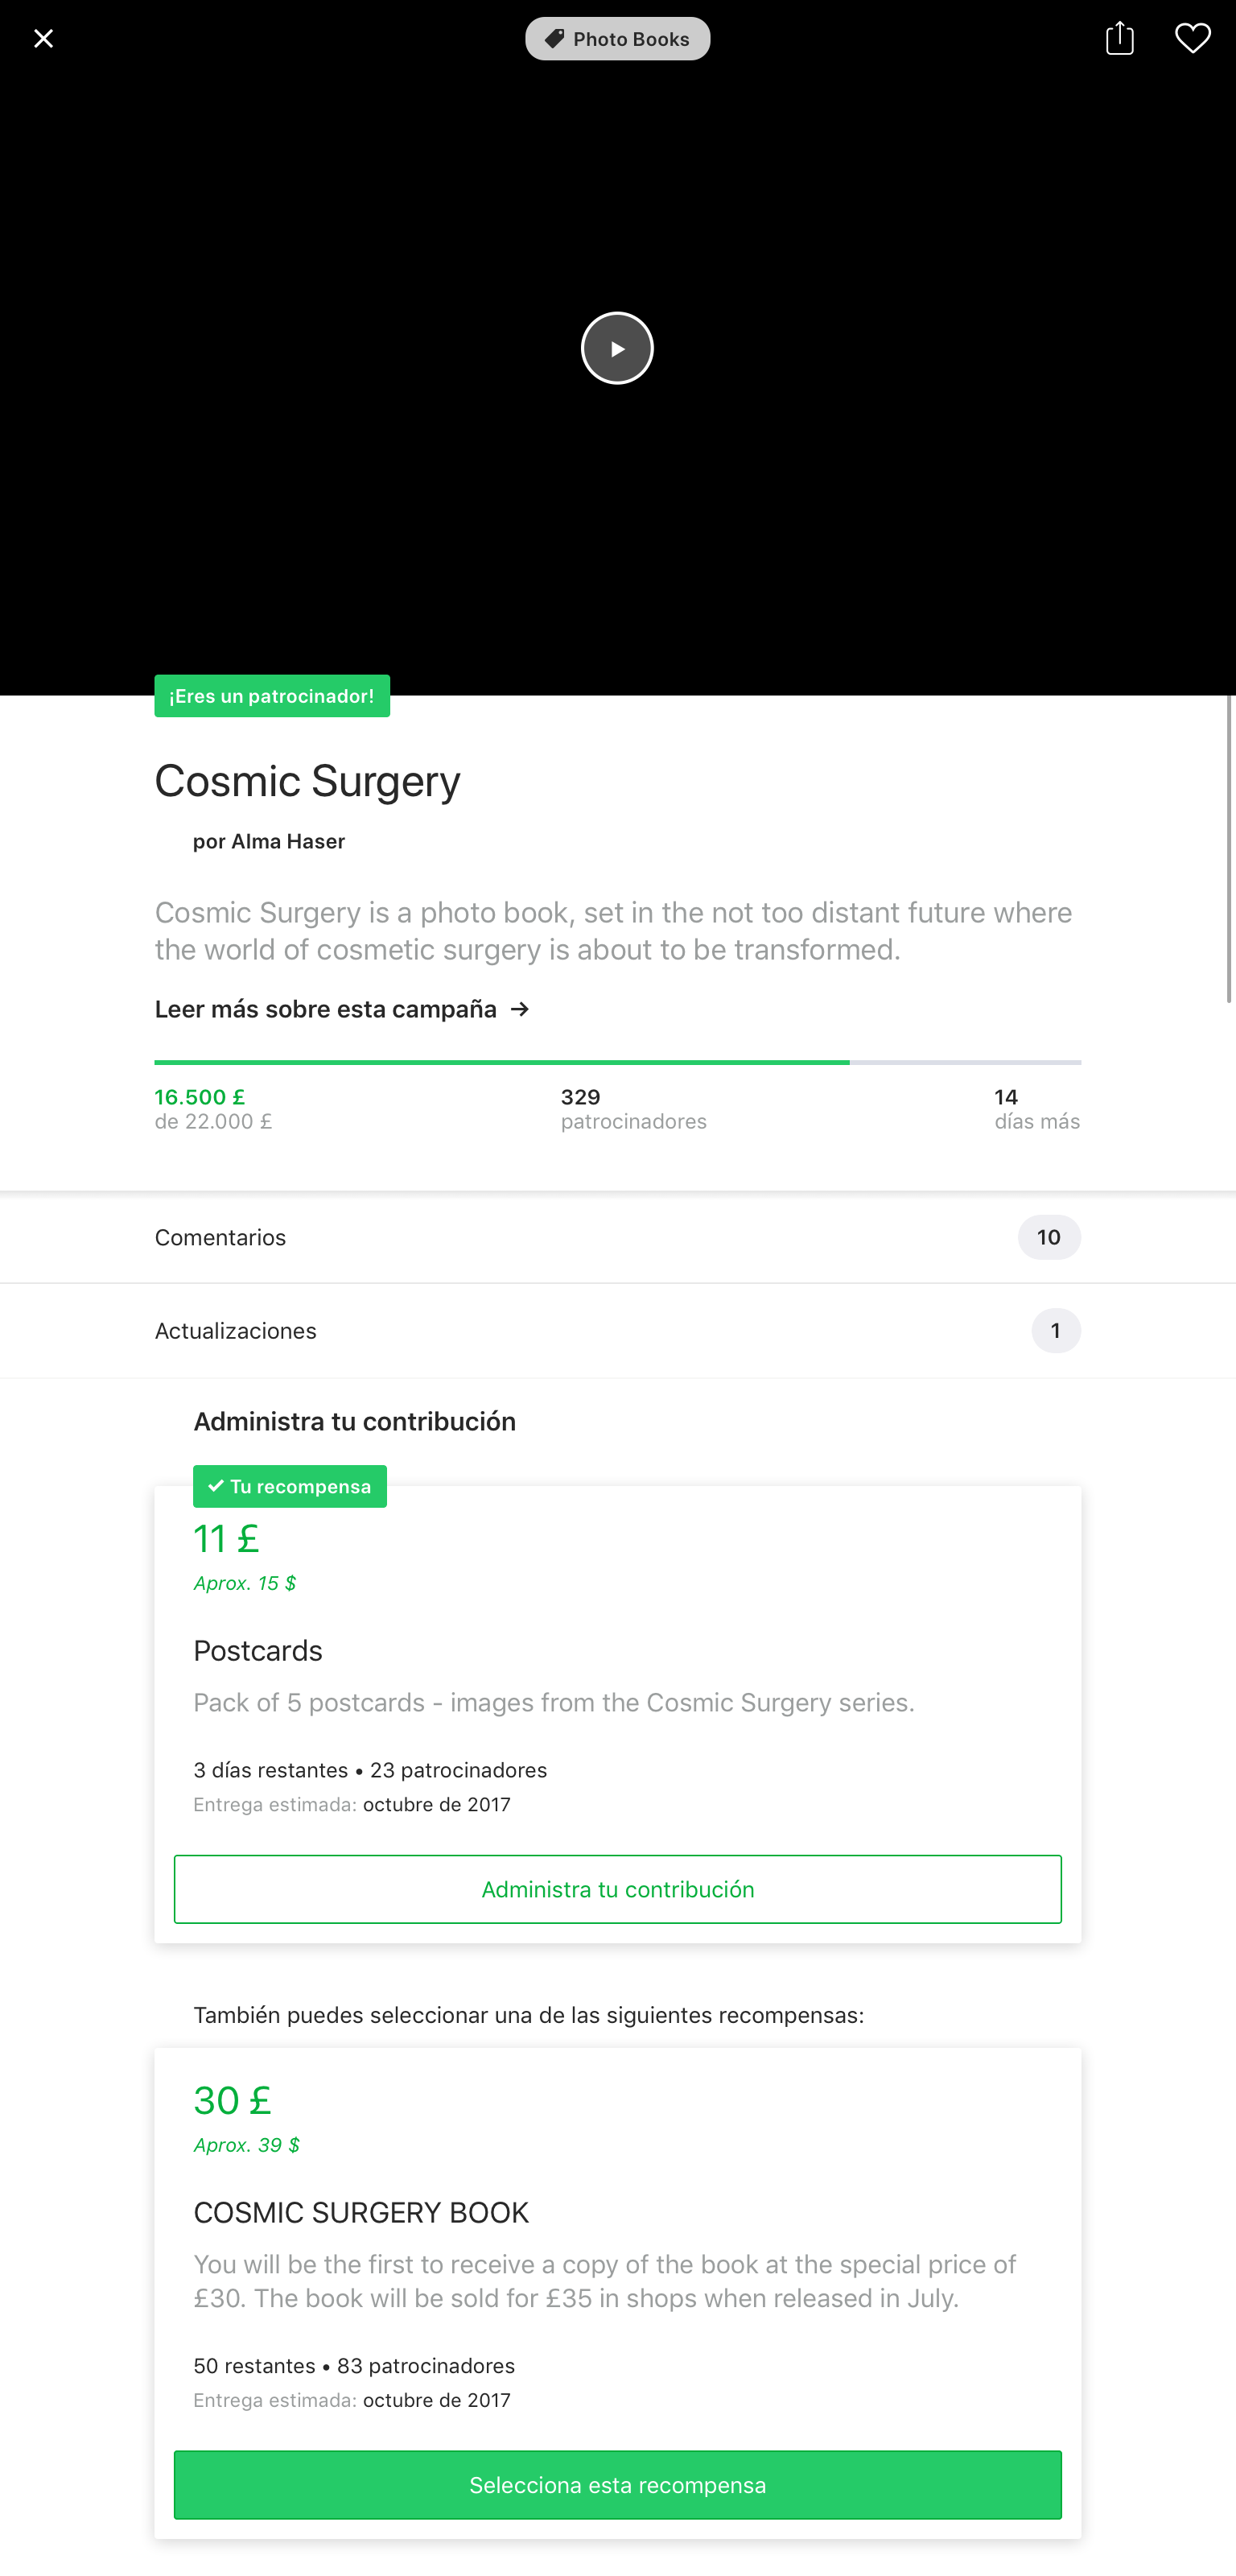 Photo Books
¡Eres un patrocinador!
Cosmic Surgery
por Alma Haser
Cosmic Surgery is a photo book, set in the not too distant future where
the world of cosmetic surgery is about to be transformed.
Leer más sobre esta campaña →
16.500 £
de 22.000 £
329
patrocinadores
14
días más
Comentarios
10
Actualizaciones
1
Administra tu contribución
Tu recompensa
11 £
Aprox. 15 $
Postcards
Pack of 5 postcards - images from the Cosmic Surgery series.
3 días restantes • 23 patrocinadores
Entrega estimada: octubre de 2017
Administra tu contribución
También puedes seleccionar una de las siguientes recompensas:
30 £
Aprox. 39 $
COSMIC SURGERY BOOK
You will be the first to receive a copy of the book at the special price of
£30. The book will be sold for £35 in shops when released in July.
50 restantes • 83 patrocinadores
Entrega estimada: octubre de 2017
Selecciona esta recompensa